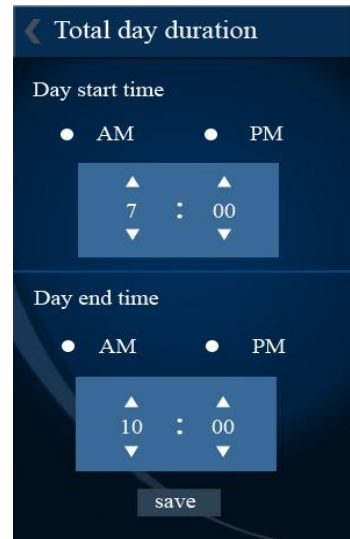 Total day duration
Day start time
AM PM
7 : 00
Day end time
AM PM
10 : 00
save